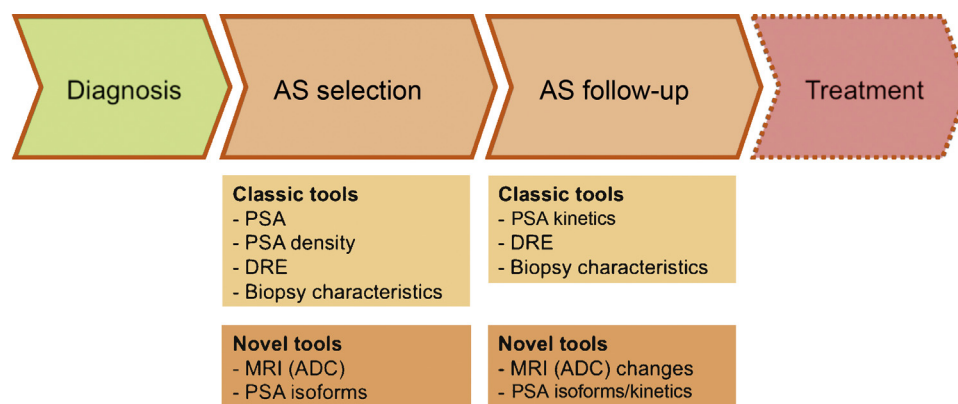 Diagnosis
AS selection
AS follow-up
Treatment
Classic tools
- PSA
- PSA density
- DRE
- Biopsy characteristics
Classic tools
- PSA kinetics
- DRE
- Biopsy characteristics
Novel tools
- MRI (ADC)
- PSA isoforms
Novel tools
- MRI (ADC) changes
- PSA isoforms/kinetics